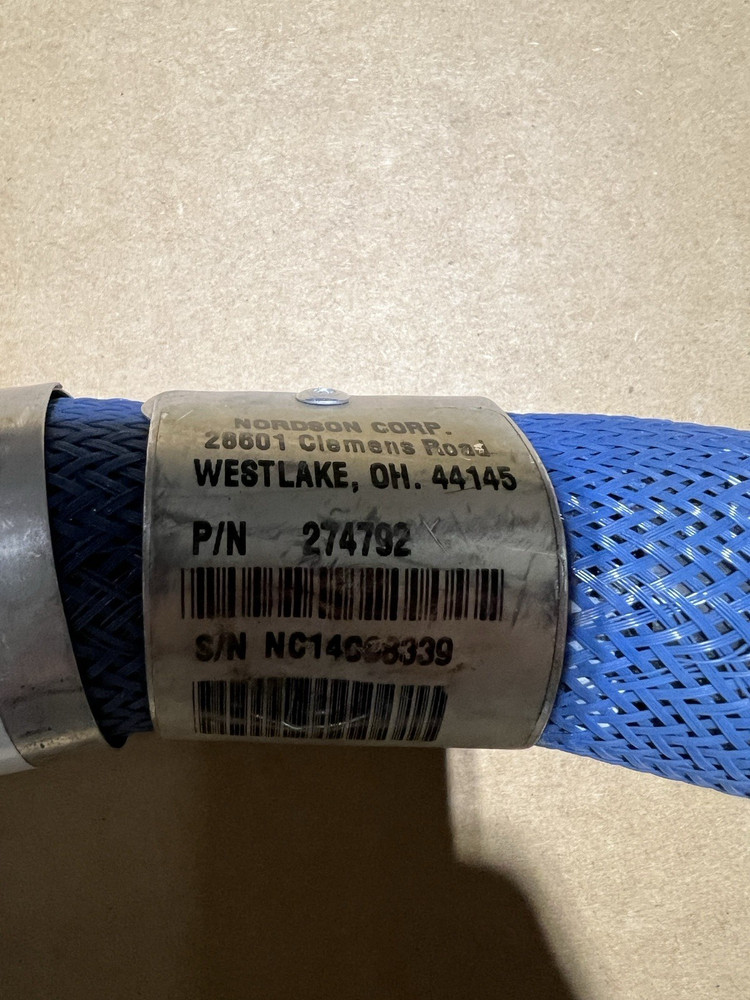 NORDSON CORP.
28601 Clemens Road
WESTLAKE, OH. 44145
P/N 274792
S/N